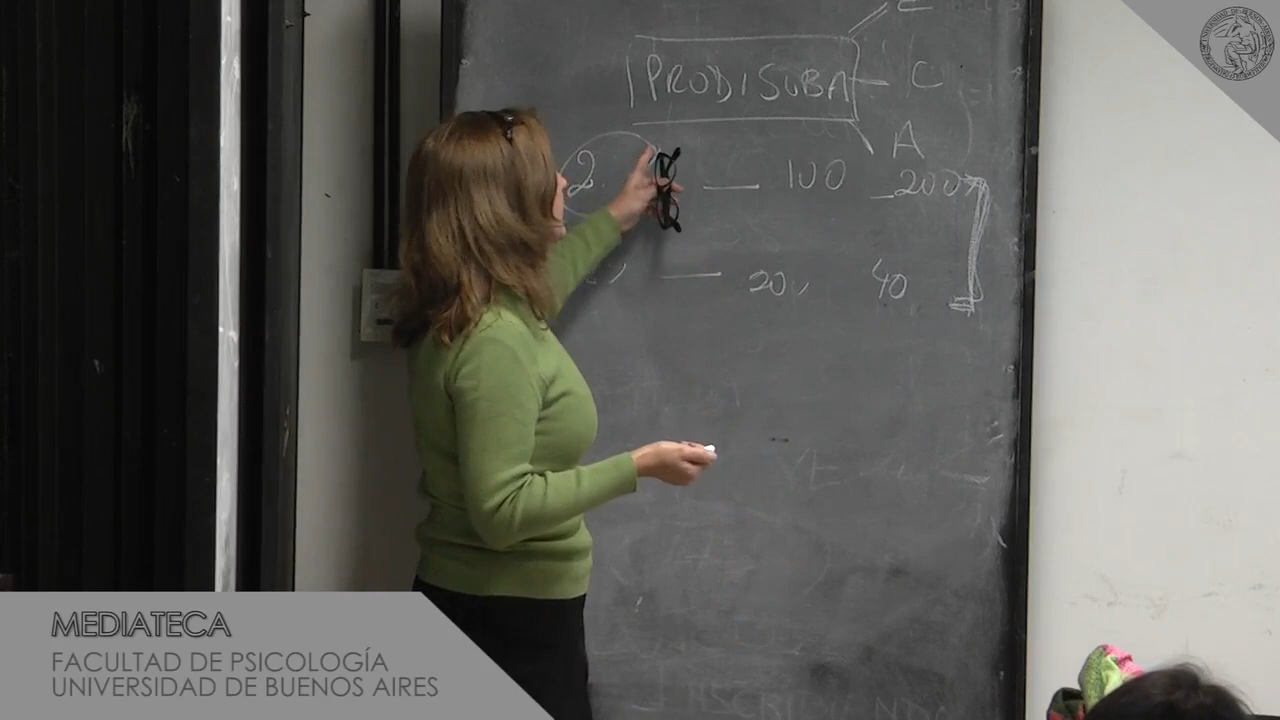 PRODISUBA
C
A
2. — 100 200
— 20, 40
MEDIATECA
FACULTAD DE PSICOLOGÍA
UNIVERSIDAD DE BUENOS AIRES